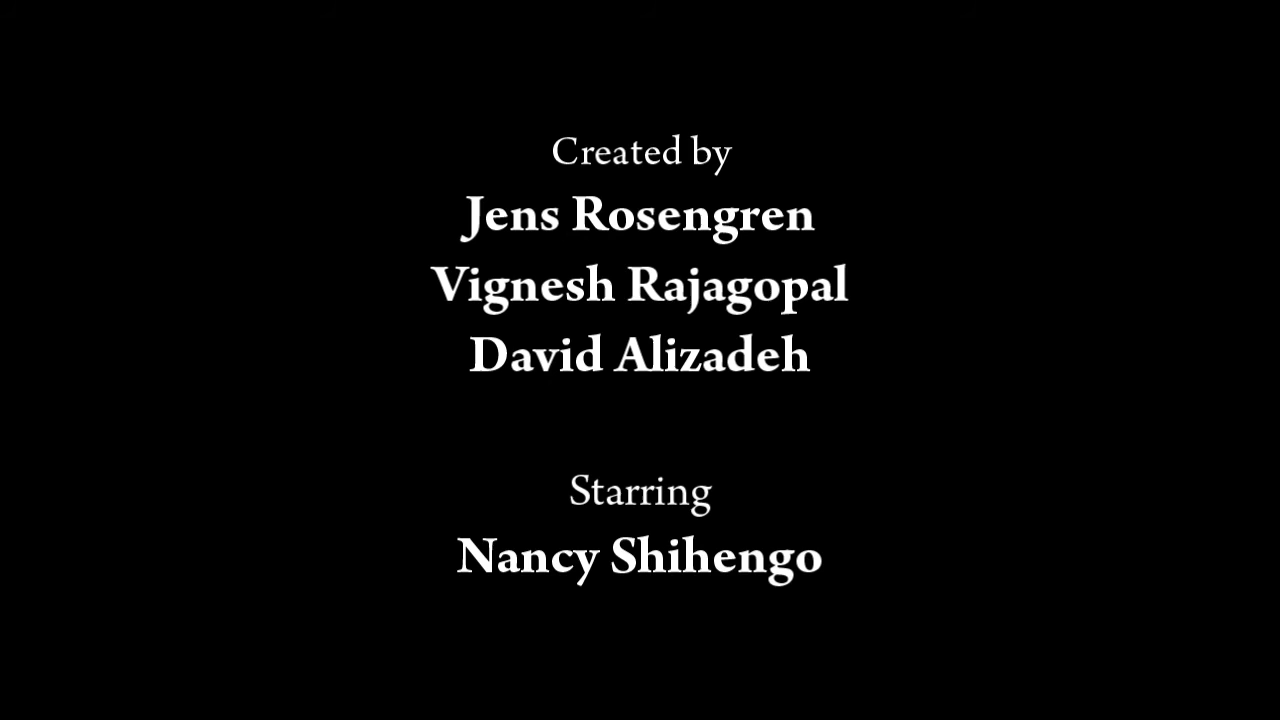 Created by
Jens Rosengren
Vignesh Rajagopal
David Alizadeh
Starring
Nancy Shihengo